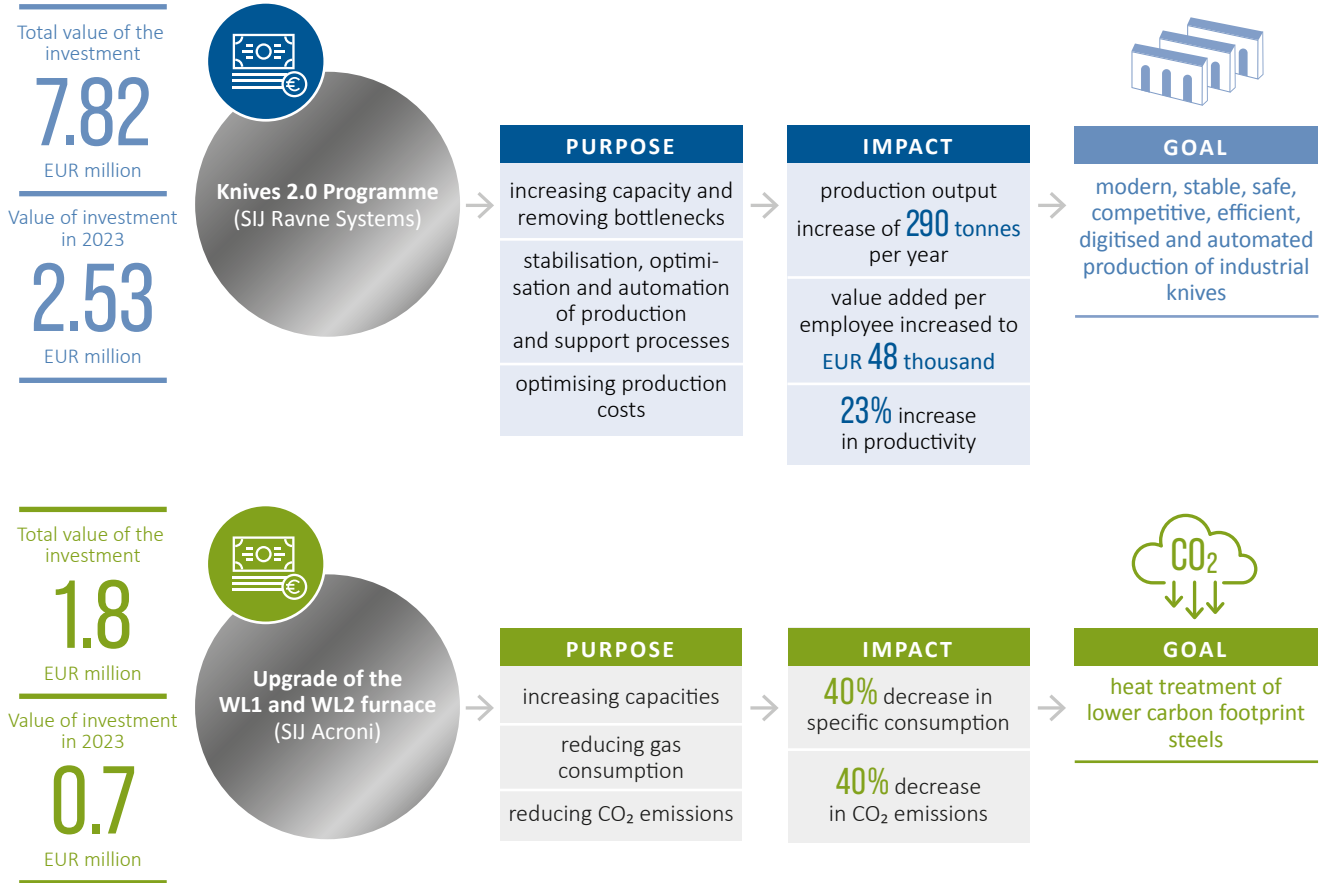 Total value of the
investment
7.82
EUR million
Value of investment
in 2023
2.53
EUR million
Knives 2.0 Programme
(SIJ Ravne Systems)
PURPOSE
increasing capacity and
removing bottlenecks
stabilisation, optimi-
sation and automation
of production
and support processes
optimising production
costs
IMPACT
production output
increase of 290 tonnes
per year
value added per
employee increased to
EUR 48 thousand
23% increase
in productivity
GOAL
modern, stable, safe,
competitive, efficient,
digitised and automated
production of industrial
knives
Total value of the
investment
1.8
EUR million
Value of investment
in 2023
0.7
EUR million
Upgrade of the
WL1 and WL2 furnace
(SIJ Acroni)
PURPOSE
increasing capacities
reducing gas
consumption
reducing CO₂ emissions
IMPACT
40% decrease in
specific consumption
40% decrease
in CO₂ emissions
CO₂
GOAL
heat treatment of
lower carbon footprint
steels